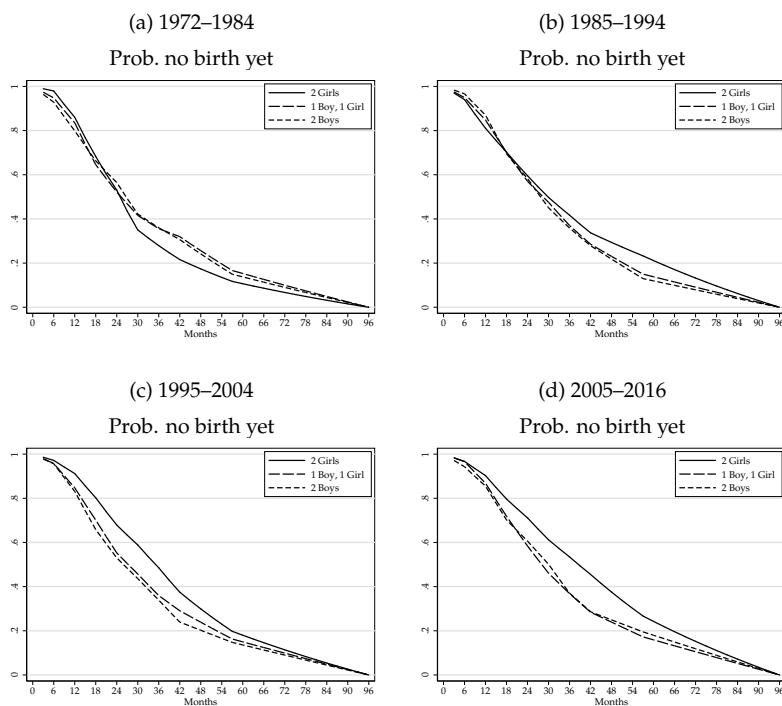 (a) 1972–1984
Prob. no birth yet
2 Girls
1 Boy, 1 Girl
2 Boys
1
.8
.6
.4
.2
0
0 6 12 18 24 30 36 42 48 54 60 66 72 78 84 90 96
Months
(b) 1985–1994
Prob. no birth yet
2 Girls
1 Boy, 1 Girl
2 Boys
1
.8
.6
.4
.2
0
0 6 12 18 24 30 36 42 48 54 60 66 72 78 84 90 96
Months
(c) 1995–2004
Prob. no birth yet
2 Girls
1 Boy, 1 Girl
2 Boys
1
.8
.6
.4
.2
0
0 6 12 18 24 30 36 42 48 54 60 66 72 78 84 90 96
Months
(d) 2005–2016
Prob. no birth yet
2 Girls
1 Boy, 1 Girl
2 Boys
1
.8
.6
.4
.2
0
0 6 12 18 24 30 36 42 48 54 60 66 72 78 84 90 96
Months